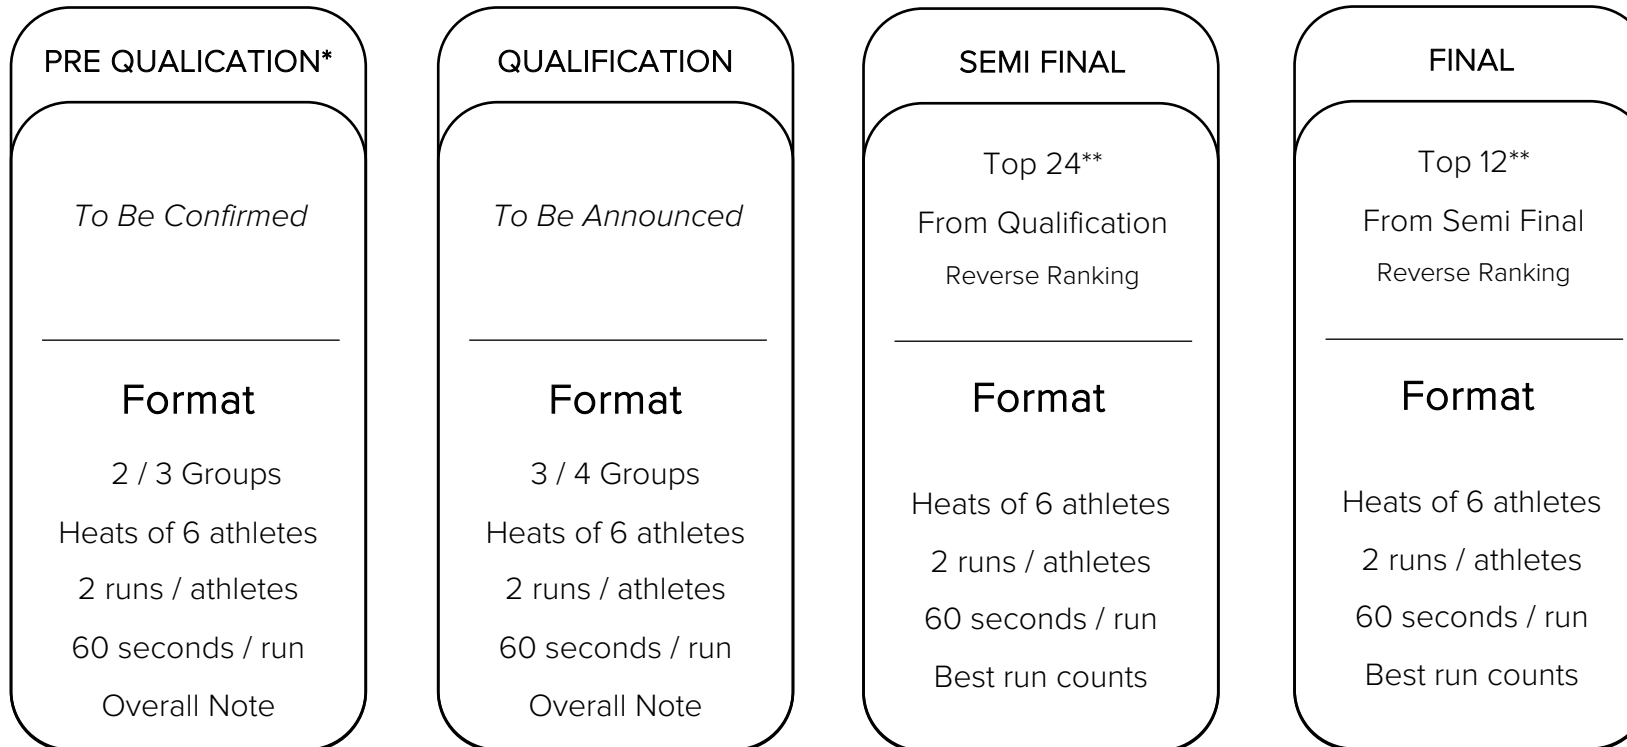 PRE QUALICATION*
To Be Confirmed
Format
2 / 3 Groups
Heats of 6 athletes
2 runs / athletes
60 seconds / run
Overall Note
QUALIFICATION
To Be Announced
Format
3 / 4 Groups
Heats of 6 athletes
2 runs / athletes
60 seconds / run
Overall Note
SEMI FINAL
Top 24**
From Qualification
Reverse Ranking
Format
Heats of 6 athletes
2 runs / athletes
60 seconds / run
Best run counts
FINAL
Top 12**
From Semi Final
Reverse Ranking
Format
Heats of 6 athletes
2 runs / athletes
60 seconds / run
Best run counts